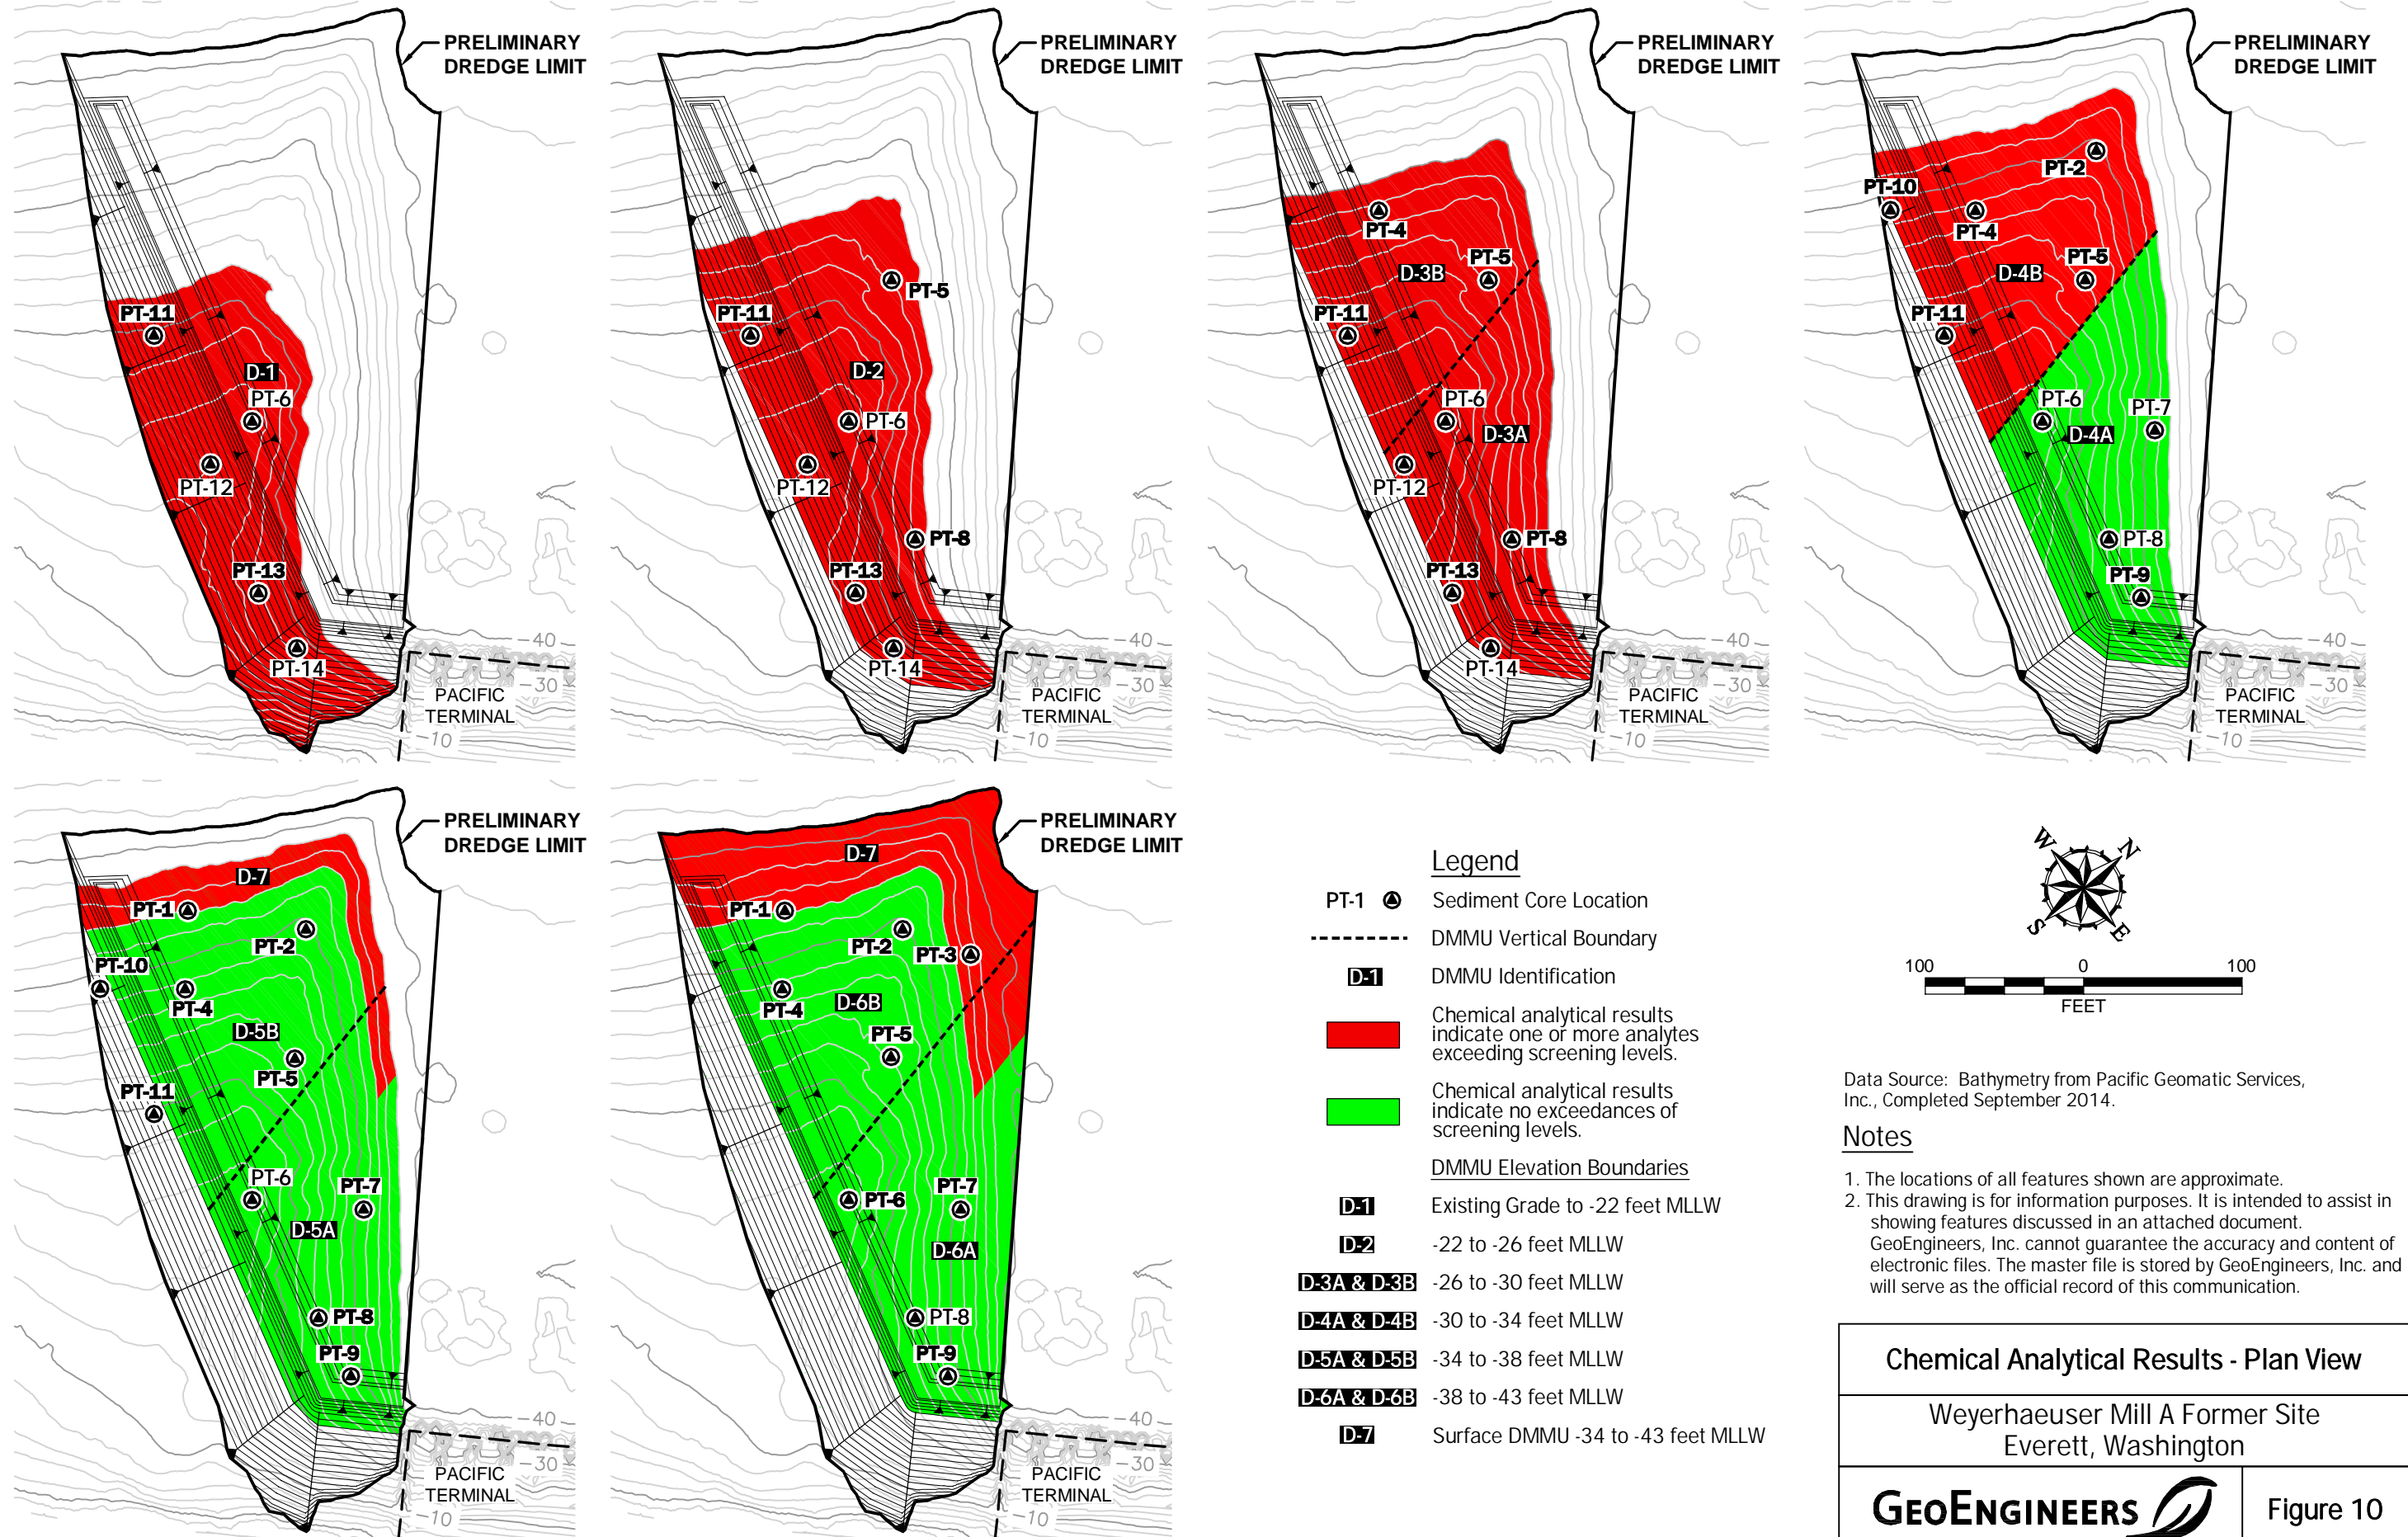 PRELIMINARY
DREDGE LIMIT
PT-11
D-1
PT-6
PT-12
PT-13
PT-14
-40
-30
PACIFIC
TERMINAL
-10
PRELIMINARY
DREDGE LIMIT
PT-5
PT-11
D-2
PT-6
PT-12
PT-8
PT-13
PT-14
-40
-30
PACIFIC
TERMINAL
-10
PRELIMINARY
DREDGE LIMIT
PT-4
PT-5
D-3B
PT-11
PT-6
D-3A
PT-12
PT-8
PT-13
PT-14
-40
-30
PACIFIC
TERMINAL
-10
PRELIMINARY
DREDGE LIMIT
PT-2
PT-10
PT-4
PT-5
D-4B
PT-11
PT-6
PT-7
D-4A
PT-8
PT-9
-40
-30
PACIFIC
TERMINAL
-10
PRELIMINARY
DREDGE LIMIT
D-7
PT-1
PT-2
PT-10
PT-4
D-5B
PT-5
PT-11
PT-6
PT-7
D-5A
PT-8
PT-9
-40
-30
PACIFIC
TERMINAL
-10
PRELIMINARY
DREDGE LIMIT
D-7
PT-1
PT-2
PT-3
PT-4
D-6B
PT-5
PT-6
PT-7
D-6A
PT-8
PT-9
-40
-30
PACIFIC
TERMINAL
-10
Legend
PT-1 Sediment Core Location
DMMU Vertical Boundary
D-1 DMMU Identification
Chemical analytical results
indicate one or more analytes
exceeding screening levels.
Chemical analytical results
indicate no exceedances of
screening levels.
DMMU Elevation Boundaries
D-1 Existing Grade to -22 feet MLLW
D-2 -22 to -26 feet MLLW
D-3A & D-3B -26 to -30 feet MLLW
D-4A & D-4B -30 to -34 feet MLLW
D-5A & D-5B -34 to -38 feet MLLW
D-6A & D-6B -38 to -43 feet MLLW
D-7 Surface DMMU -34 to -43 feet MLLW
W N
S E
100 0 100
FEET
Data Source: Bathymetry from Pacific Geomatic Services,
Inc., Completed September 2014.
Notes
1. The locations of all features shown are approximate.
2. This drawing is for information purposes. It is intended to assist in
showing features discussed in an attached document.
GeoEngineers, Inc. cannot guarantee the accuracy and content of
electronic files. The master file is stored by GeoEngineers, Inc. and
will serve as the official record of this communication.
Chemical Analytical Results - Plan View
Weyerhaeuser Mill A Former Site
Everett, Washington
GEOENGINEERS
Figure 10